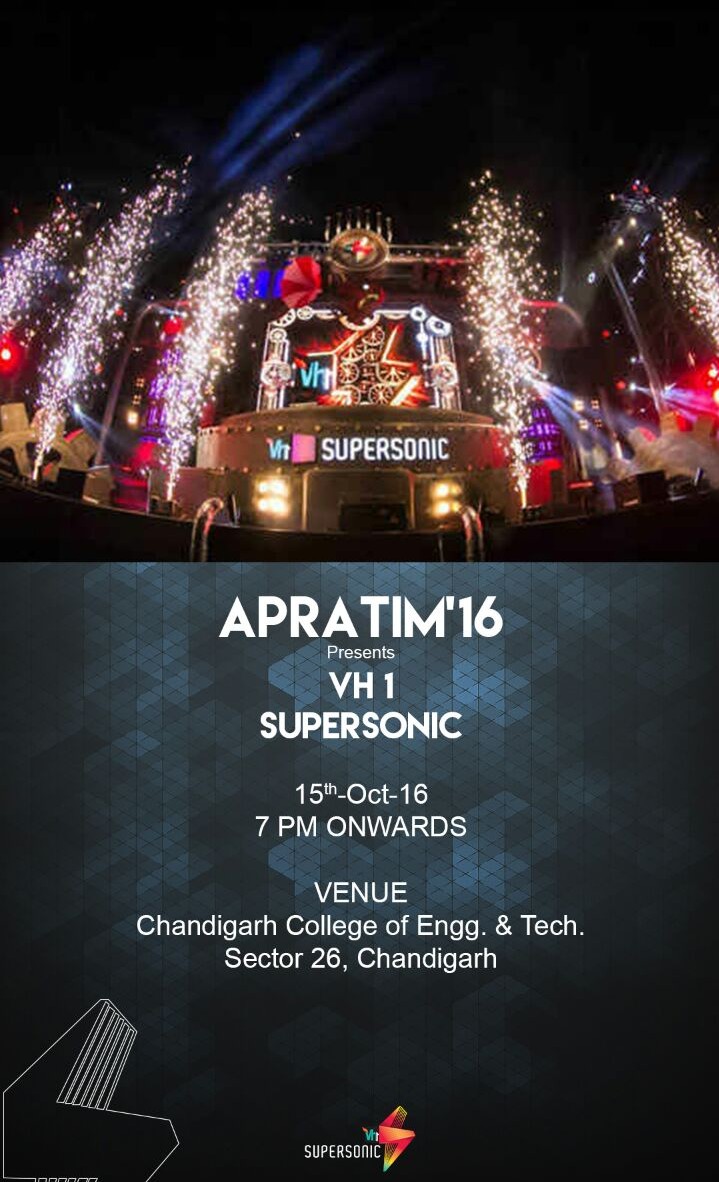 Vh1
Vh1 SUPERSONIC
APRATIM'16
Presents
VH 1
SUPERSONIC
15th-Oct-16
7 PM ONWARDS
VENUE
Chandigarh College of Engg. & Tech.
Sector 26, Chandigarh
Vh1
SUPERSONIC